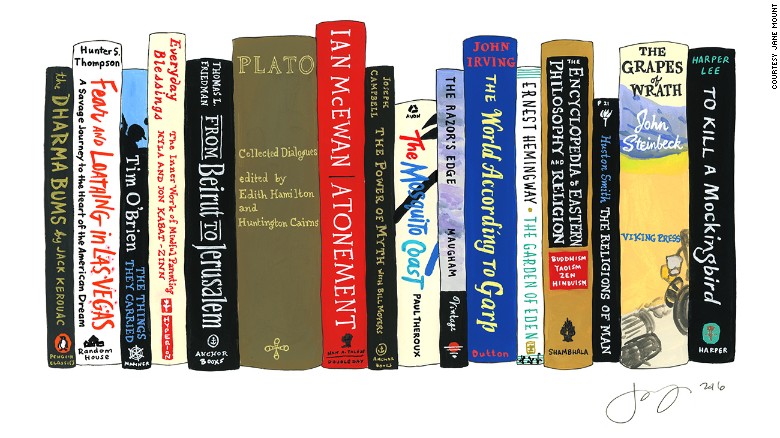 the DHARMA BUMS by JACK KEROUAC
PENGUIN
CLASSICS
Hunter S.
Thompson
FEAR AND LOATHING in LAS VEGAS
A Savage Journey to the Heart of the American Dream
Random
House
Tim O'Brien
THE THINGS
THEY CARRIED
Everyday
Blessings
The Inner Work of Mindful Parenting
MYLA AND JON KABAT-ZINN
THOMAS L.
FRIEDMAN
FROM BEIRUT TO JERUSALEM
ANCHOR
BOOKS
PLATO
Collected Dialogues
edited by
Edith Hamilton
and
Huntington Cairns
IAN McEWAN | ATONEMENT
NAN A. TALESE
DOUBLEDAY
JOSEPH
CAMPBELL
THE POWER OF MYTH WITH BILL MOYERS
ANCHOR
BOOKS
AVON
The Mosquito Coast
PAUL THEROUX
THE RAZOR'S EDGE
MAUGHAM
Vintage
JOHN
IRVING
THE World According to Garp
Dutton
ERNEST HEMINGWAY • THE GARDEN OF EDEN
THE ENCYCLOPEDIA OF EASTERN
PHILOSOPHY AND RELIGION
BUDDHISM
TAOISM
ZEN
HINDUISM
SHAMBHALA
P 21
Huston Smith THE RELIGIONS OF MAN
THE
GRAPES
of
WRATH
John
Steinbeck
VIKING PRESS
HARPER
LEE
TO KILL A Mockingbird
HARPER
2016
COURTESY JANE MOUNT